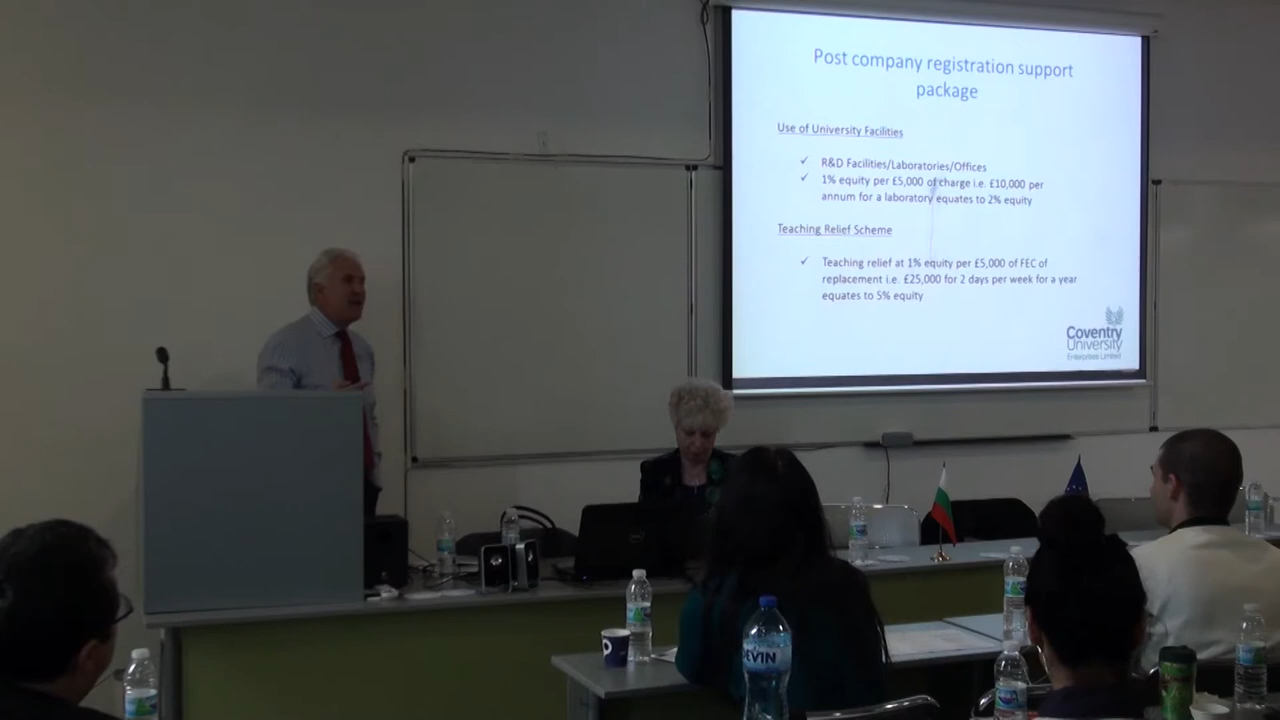 Post company registration support
package
Use of University Facilities
✓ R&D Facilities/Laboratories/Offices
✓ 1% equity per £5,000 of charge i.e. £10,000 per
annum for a laboratory equates to 2% equity
Teaching Relief Scheme
✓ Teaching relief at 1% equity per £5,000 of FEC of
replacement i.e. £25,000 for 2 days per week for a year
equates to 5% equity
Coventry
University
Enterprises Limited
DEVIN